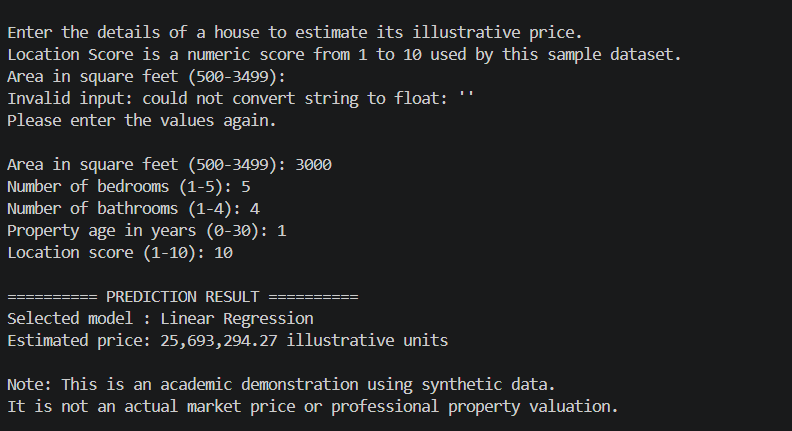 Enter the details of a house to estimate its illustrative price.
Location Score is a numeric score from 1 to 10 used by this sample dataset.
Area in square feet (500-3499):
Invalid input: could not convert string to float: ''
Please enter the values again.
Area in square feet (500-3499): 3000
Number of bedrooms (1-5): 5
Number of bathrooms (1-4): 4
Property age in years (0-30): 1
Location score (1-10): 10
========== PREDICTION RESULT ==========
Selected model : Linear Regression
Estimated price: 25,693,294.27 illustrative units
Note: This is an academic demonstration using synthetic data.
It is not an actual market price or professional property valuation.